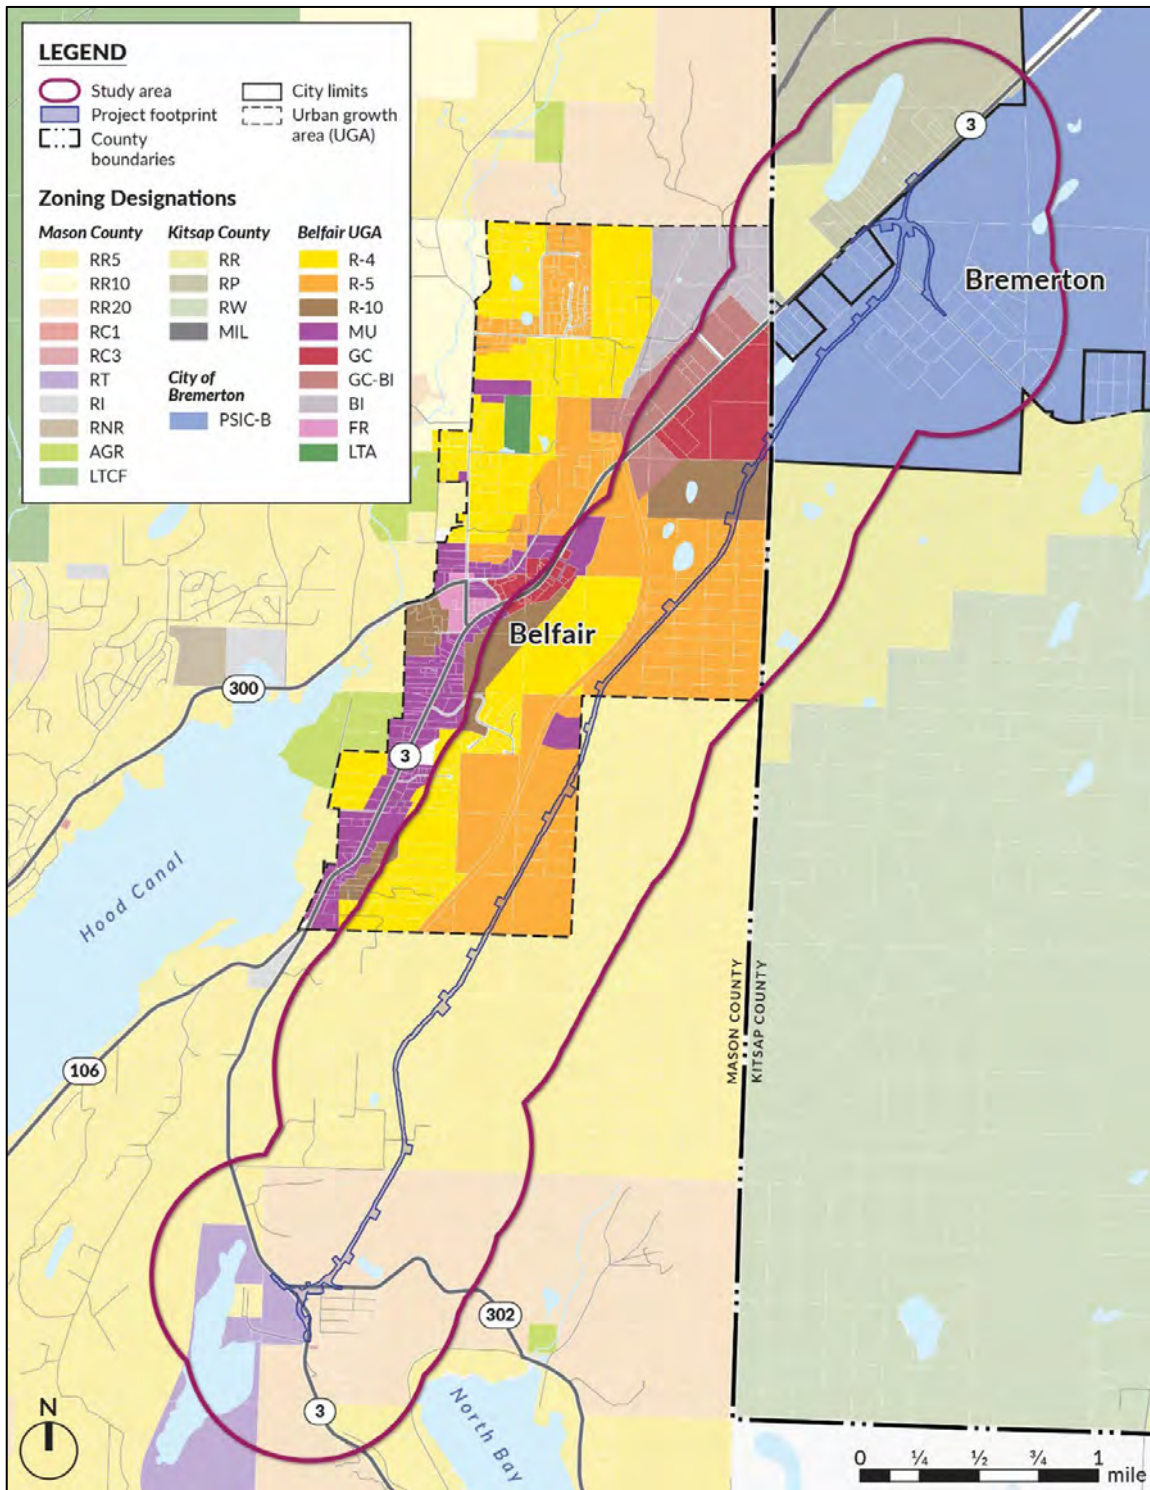 LEGEND
Study area
Project footprint
County
boundaries
City limits
Urban growth
area (UGA)
Zoning Designations
Mason County
RR5
RR10
RR20
RC1
RC3
RT
RI
RNR
AGR
LTCF
Kitsap County
RR
RP
RW
MIL
City of
Bremerton
PSIC-B
Belfair UGA
R-4
R-5
R-10
MU
GC
GC-BI
BI
FR
LTA
3
Bremerton
Belfair
300
3
Hood Canal
106
MASON COUNTY
KITSAP COUNTY
302
3
North Bay
N
0 ¼ ½ ¾ 1
mile